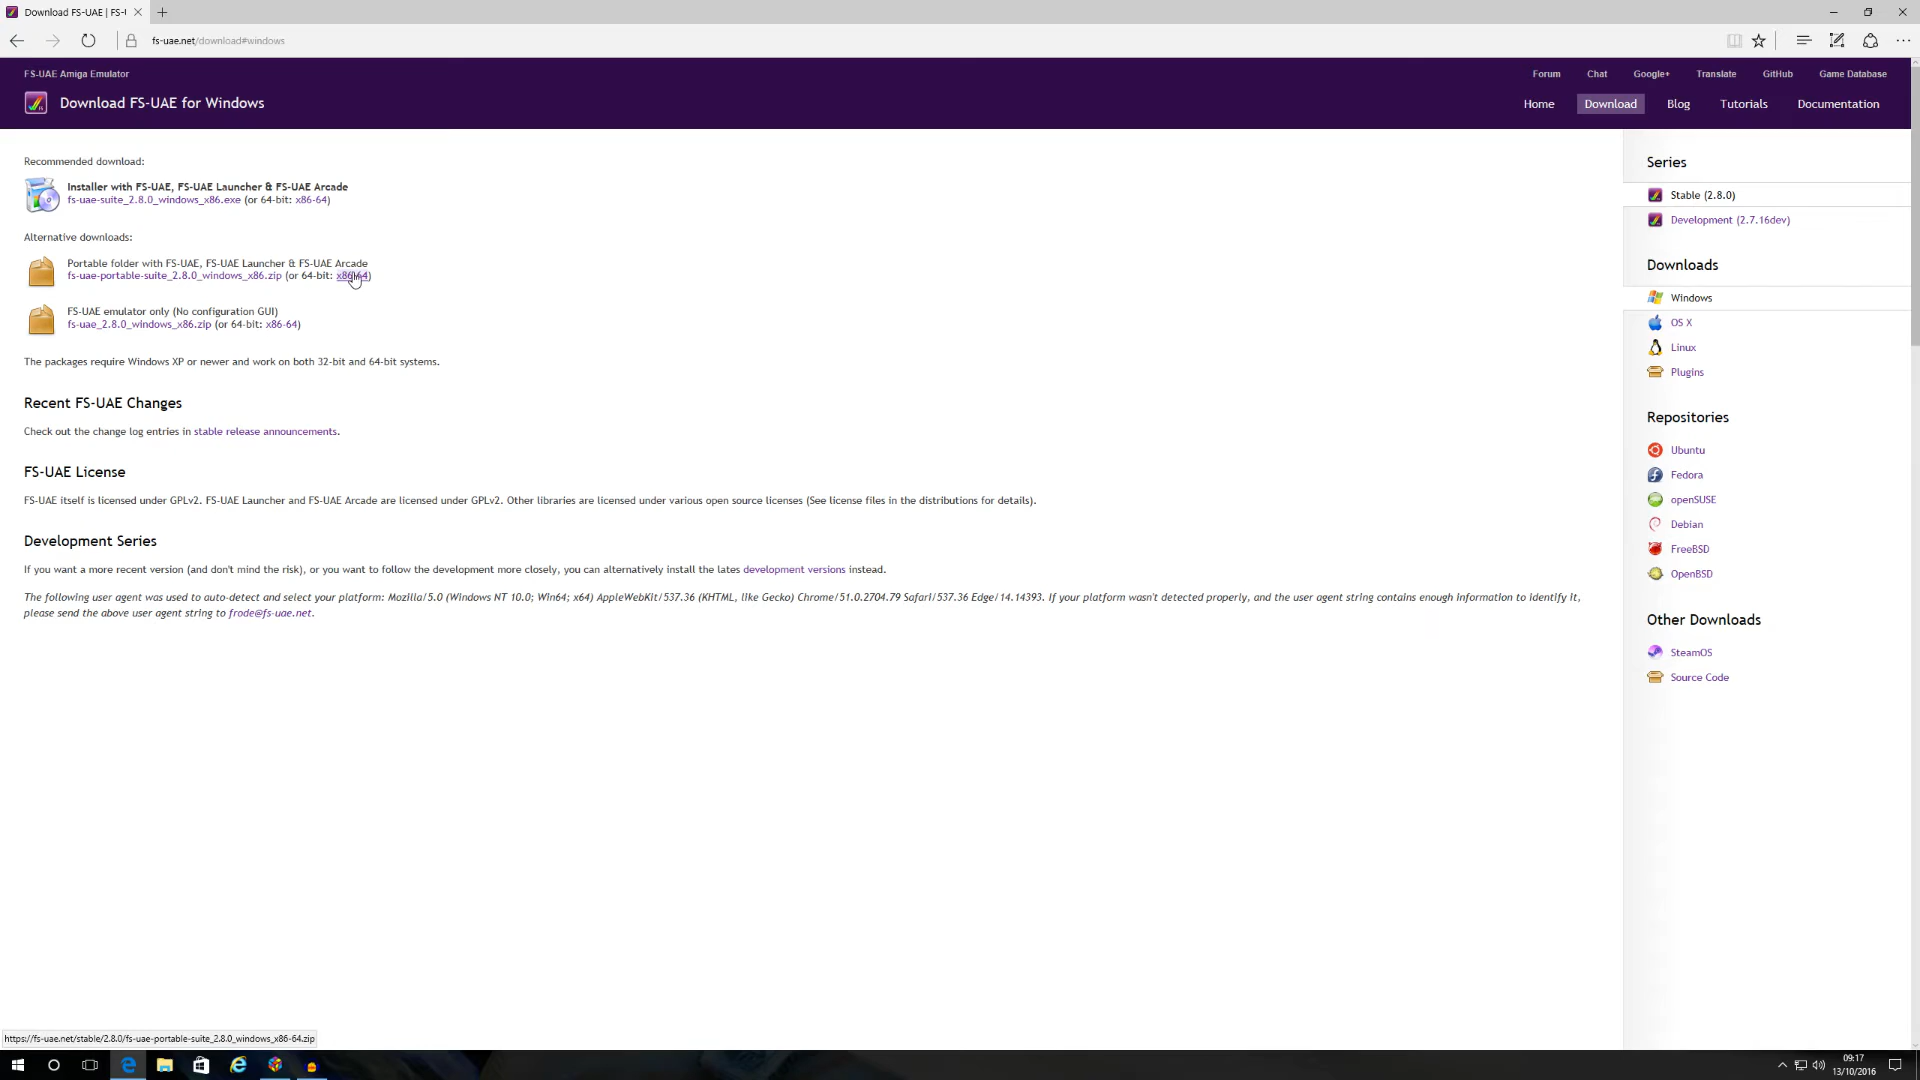 Download FS-UAE | FS-U
fs-uae.net/download#windows
FS-UAE Amiga Emulator
Forum Chat Google+ Translate GitHub Game Database
Download FS-UAE for Windows
Home Download Blog Tutorials Documentation
Recommended download:
Installer with FS-UAE, FS-UAE Launcher & FS-UAE Arcade
fs-uae-suite_2.8.0_windows_x86.exe (or 64-bit: x86-64)
Alternative downloads:
Portable folder with FS-UAE, FS-UAE Launcher & FS-UAE Arcade
fs-uae-portable-suite_2.8.0_windows_x86.zip (or 64-bit: x86-64)
FS-UAE emulator only (No configuration GUI)
fs-uae_2.8.0_windows_x86.zip (or 64-bit: x86-64)
The packages require Windows XP or newer and work on both 32-bit and 64-bit systems.
Recent FS-UAE Changes
Check out the change log entries in stable release announcements.
FS-UAE License
FS-UAE itself is licensed under GPLv2. FS-UAE Launcher and FS-UAE Arcade are licensed under GPLv2. Other libraries are licensed under various open source licenses (See license files in the distributions for details).
Development Series
If you want a more recent version (and don't mind the risk), or you want to follow the development more closely, you can alternatively install the lates development versions instead.
The following user agent was used to auto-detect and select your platform: Mozilla/5.0 (Windows NT 10.0; Win64; x64) AppleWebKit/537.36 (KHTML, like Gecko) Chrome/51.0.2704.79 Safari/537.36 Edge/14.14393. If your platform wasn't detected properly, and the user agent string contains enough information to identify it,
please send the above user agent string to frode@fs-uae.net.
Series
Stable (2.8.0)
Development (2.7.16dev)
Downloads
Windows
OS X
Linux
Plugins
Repositories
Ubuntu
Fedora
openSUSE
Debian
FreeBSD
OpenBSD
Other Downloads
SteamOS
Source Code
https://fs-uae.net/stable/2.8.0/fs-uae-portable-suite_2.8.0_windows_x86-64.zip
09:17
13/10/2016